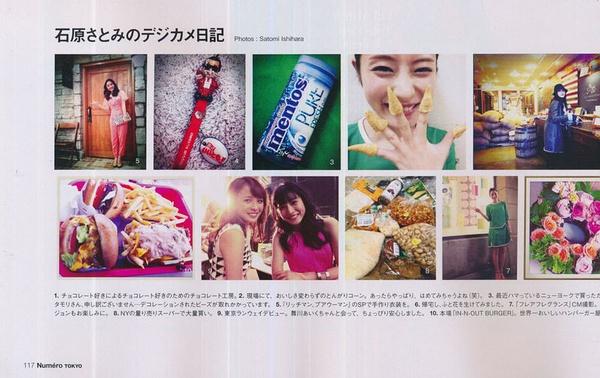 石原さとみのデジカメ日記 Photos : Satomi Ishihara
mentos
PURE
5
3
2
10
8
7
1. チョコレート好きによるチョコレート好きのためのチョコレート工房。2. 現場にて、おいしさ変わらずのとんがりコーン。あったらやっぱり、はめてみちゃうよね（笑）。3. 最近ハマっているニューヨークで買った
タモリさん、申し訳ございません…デコレーションされたビーズが取れかかっています。5.「リッチマン、プアウーマン」のSPで手作り衣装を。6. 帰宅し、ふと花を生けてみました。7.「フレアフレグランス」CM撮影。
ジョンもお楽しみに。8. NYの量り売りスーパーで大量買い。9. 東京ランウェイデビュー。舞川あいくちゃんと会って、ちょっぴり安心しました。10. 本場「IN-N-OUT BURGER」。世界一おいしいハンバーガー屋
117 Numéro TOKYO